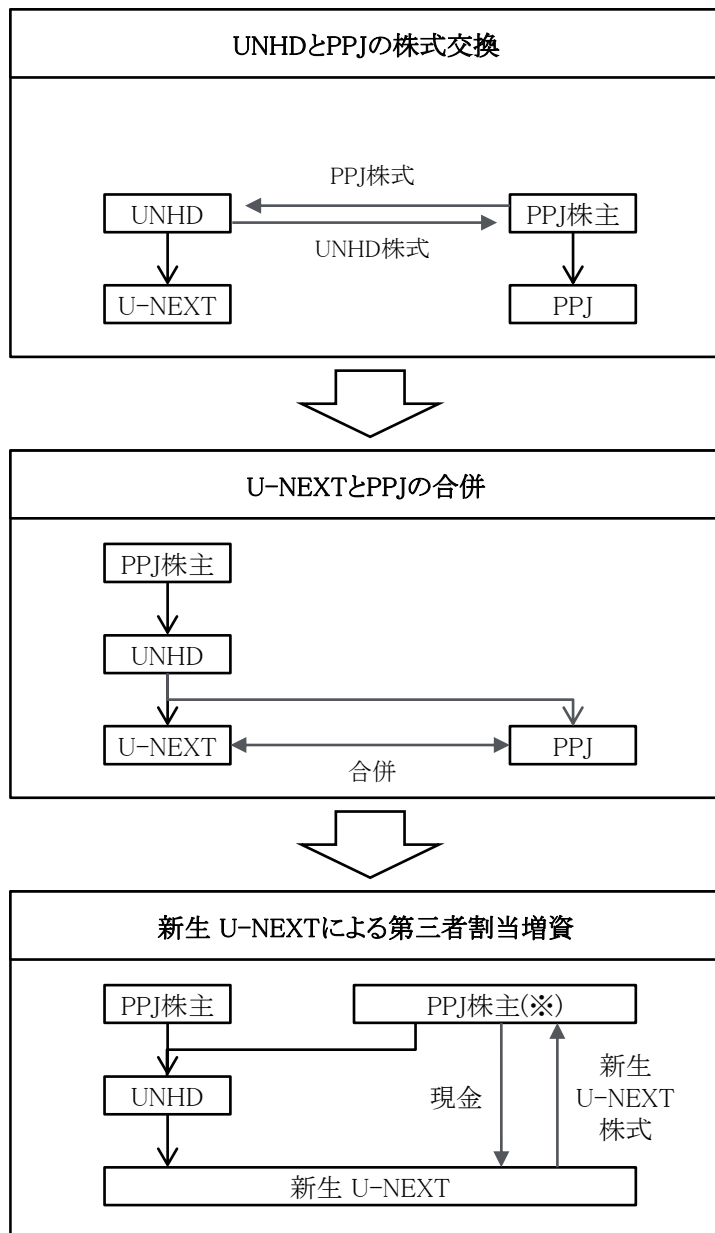 UNHDとPPJの株式交換
PPJ株式
UNHD
PPJ株主
UNHD株式
U-NEXT
PPJ
U-NEXTとPPJの合併
PPJ株主
UNHD
U-NEXT
PPJ
合併
新生 U-NEXTによる第三者割当増資
PPJ株主
PPJ株主(※)
UNHD
現金
新生
U-NEXT
株式
新生 U-NEXT